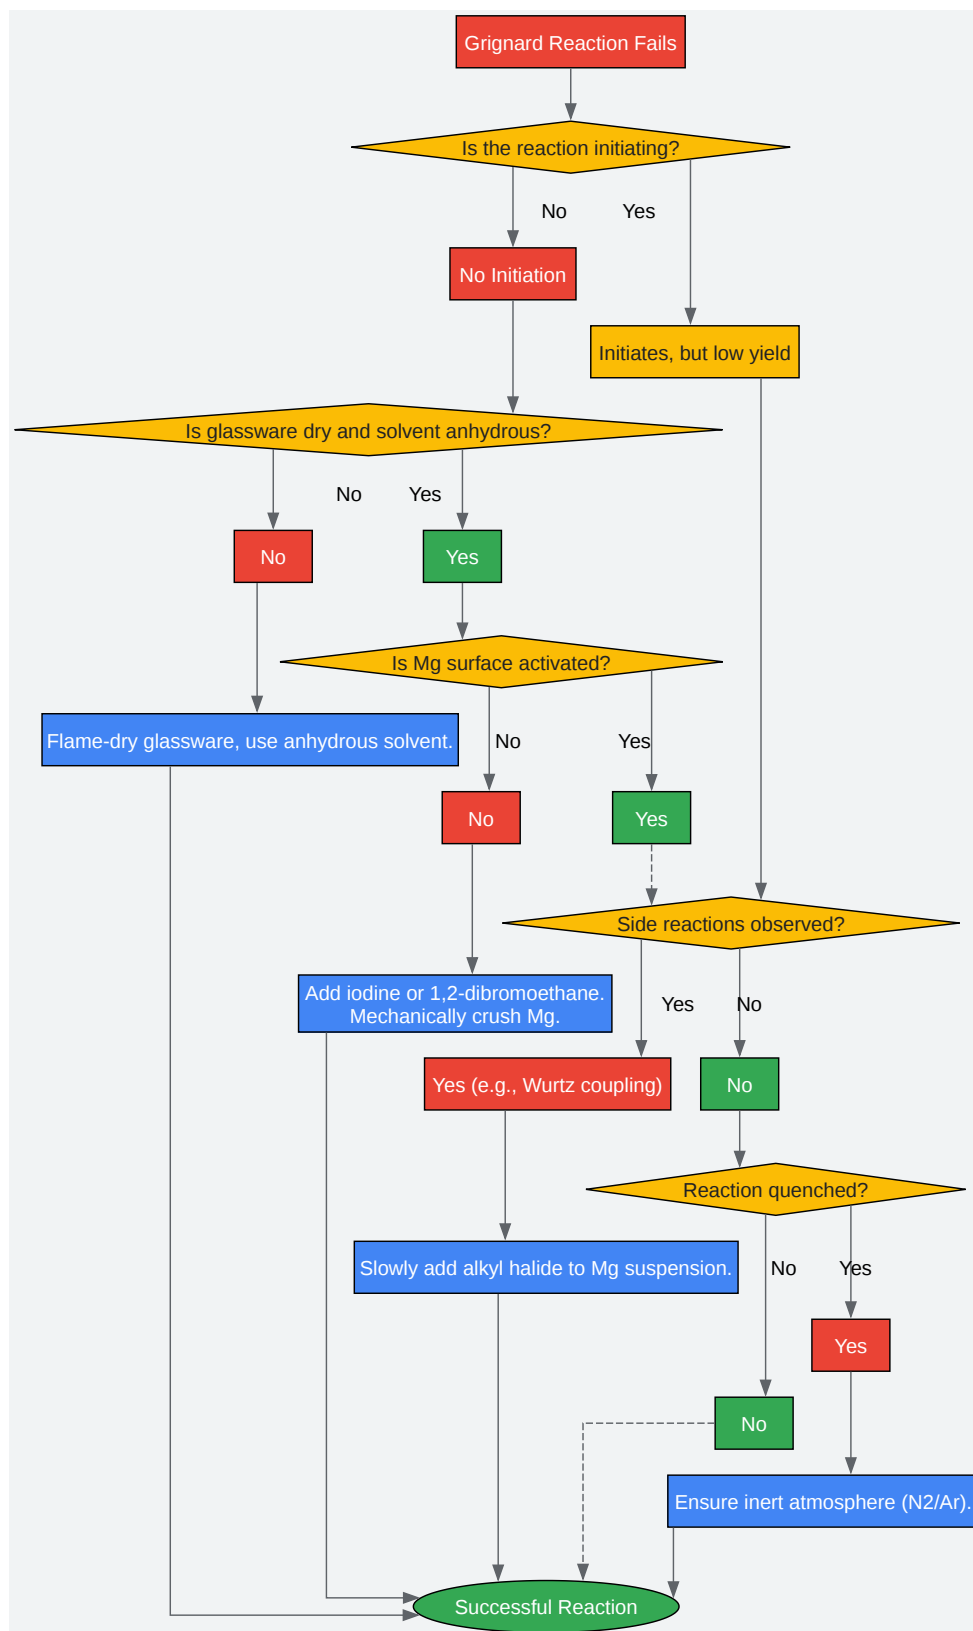 Grignard Reaction Fails
Is the reaction initiating?
No
Yes
No Initiation
Initiates, but low yield
Is glassware dry and solvent anhydrous?
No
Yes
No
Yes
Is Mg surface activated?
Flame-dry glassware, use anhydrous solvent.
No
Yes
No
Yes
Side reactions observed?
Add iodine or 1,2-dibromoethane.
Mechanically crush Mg.
Yes
No
Yes (e.g., Wurtz coupling)
No
Reaction quenched?
Slowly add alkyl halide to Mg suspension.
No
Yes
Yes
No
Ensure inert atmosphere (N2/Ar).
Successful Reaction